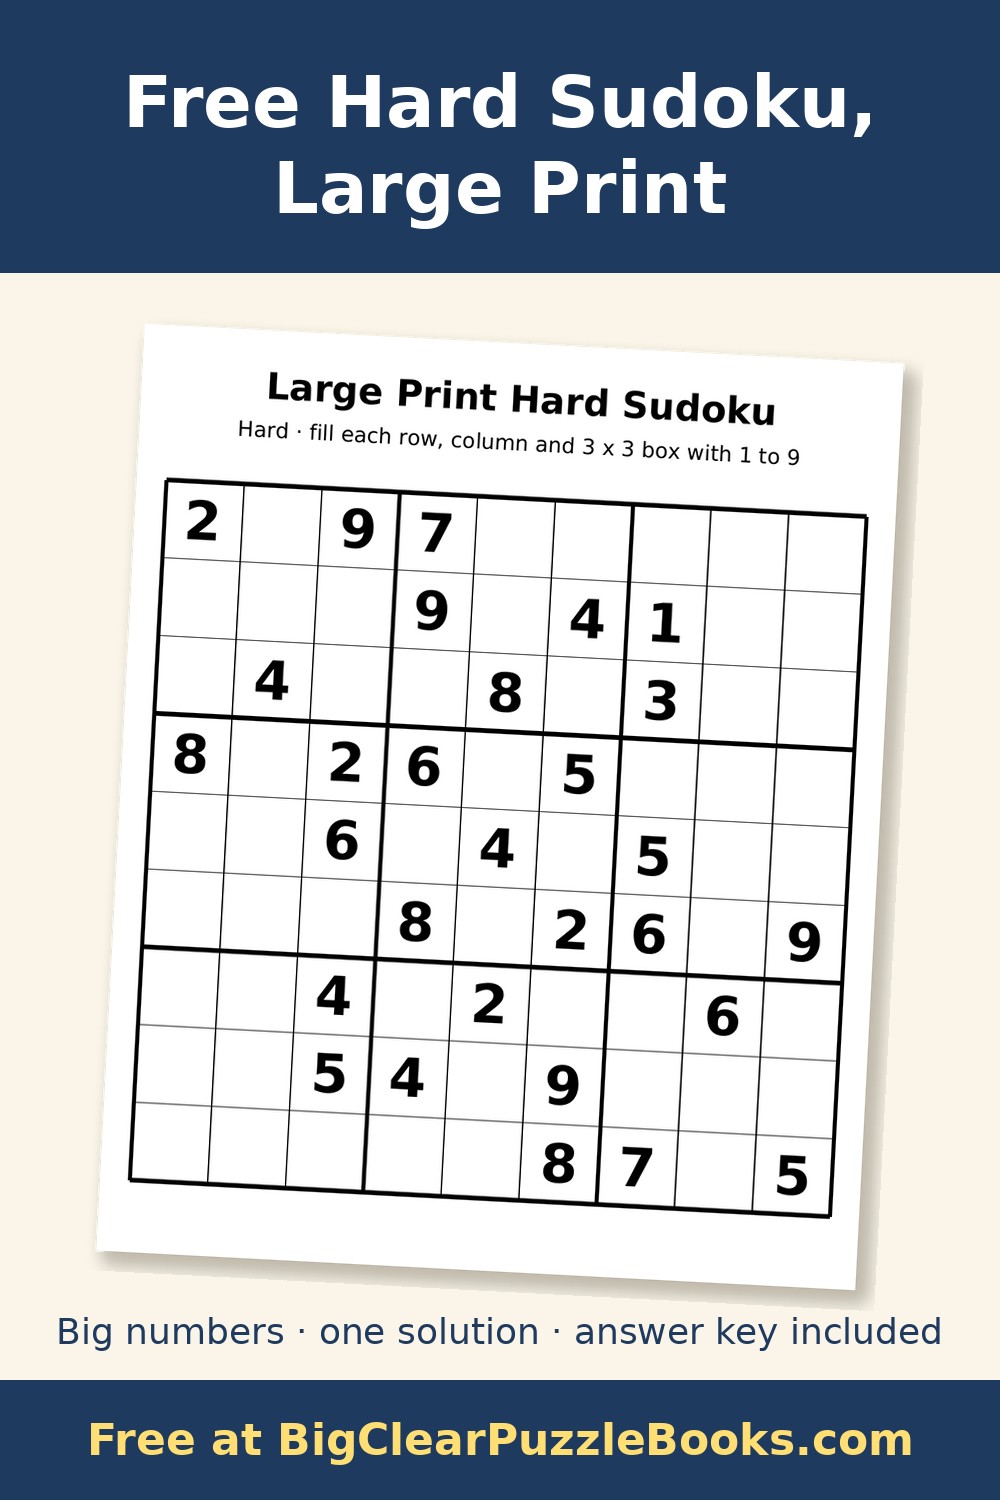 Free Hard Sudoku,
Large Print
Large Print Hard Sudoku
Hard · fill each row, column and 3 x 3 box with 1 to 9
2 9 7
9 4 1
4 8 3
8 2 6 5
6 4 5
8 2 6 9
4 2 6
5 4 9
8 7 5
Big numbers · one solution · answer key included
Free at BigClearPuzzleBooks.com